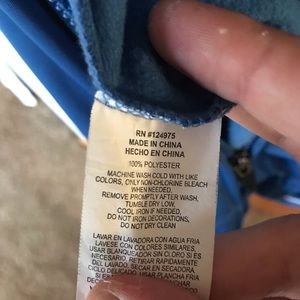 RN #124975
MADE IN CHINA
HECHO EN CHINA
100% POLYESTER
MACHINE WASH COLD WITH LIKE
COLORS, ONLY NON-CHLORINE BLEACH
WHEN NEEDED,
REMOVE PROMPTLY AFTER WASH,
TUMBLE DRY LOW,
COOL IRON IF NEEDED,
DO NOT IRON DECORATIONS,
DO NOT DRY CLEAN
LAVAR EN LAVADORA CON AGUA FRIA
LAVESE CON COLORES SIMILARES,
USAR BLANQUEADOR SIN CLORO SI ES
NECESARIO, RETIRAR RAPIDAMENTE
DEL LAVADO, SECAR EN SECADORA
CICLO DELICADO, USAR PLANCHA